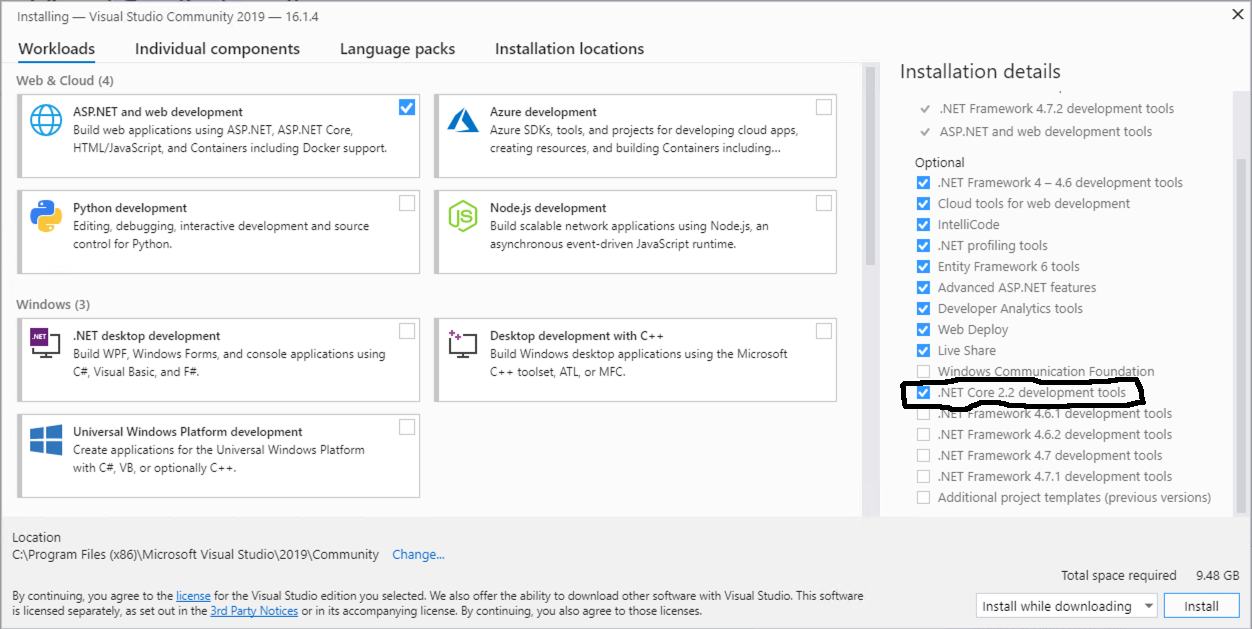 Installing — Visual Studio Community 2019 — 16.1.4
Workloads
Individual components
Language packs
Installation locations
Web & Cloud (4)
ASP.NET and web development
Build web applications using ASP.NET, ASP.NET Core,
HTML/JavaScript, and Containers including Docker support.
Azure development
Azure SDKs, tools, and projects for developing cloud apps,
creating resources, and building Containers including...
Python development
Editing, debugging, interactive development and source
control for Python.
Node.js development
Build scalable network applications using Node.js, an
asynchronous event-driven JavaScript runtime.
Windows (3)
.NET
.NET desktop development
Build WPF, Windows Forms, and console applications using
C#, Visual Basic, and F#.
Desktop development with C++
Build Windows desktop applications using the Microsoft
C++ toolset, ATL, or MFC.
Universal Windows Platform development
Create applications for the Universal Windows Platform
with C#, VB, or optionally C++.
Installation details
.NET Framework 4.7.2 development tools
ASP.NET and web development tools
Optional
.NET Framework 4 – 4.6 development tools
Cloud tools for web development
IntelliCode
.NET profiling tools
Entity Framework 6 tools
Advanced ASP.NET features
Developer Analytics tools
Web Deploy
Live Share
Windows Communication Foundation
.NET Core 2.2 development tools
.NET Framework 4.6.1 development tools
.NET Framework 4.6.2 development tools
.NET Framework 4.7 development tools
.NET Framework 4.7.1 development tools
Additional project templates (previous versions)
Location
C:\Program Files (x86)\Microsoft Visual Studio\2019\Community Change...
Total space required 9.48 GB
By continuing, you agree to the license for the Visual Studio edition you selected. We also offer the ability to download other software with Visual Studio. This software
is licensed separately, as set out in the 3rd Party Notices or in its accompanying license. By continuing, you also agree to those licenses.
Install while downloading
Install